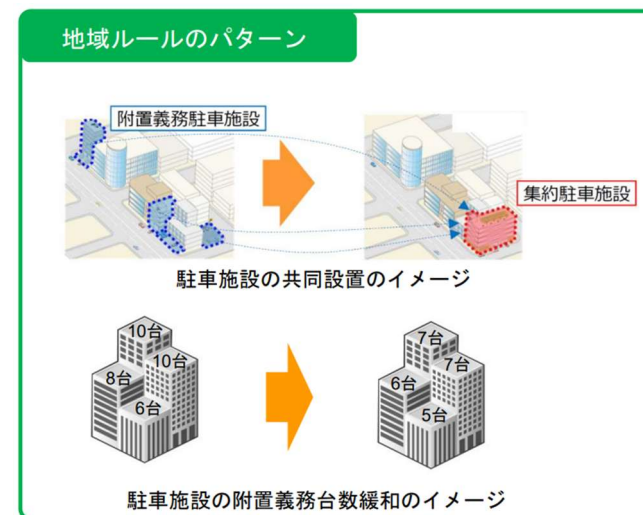 地域ルールのパターン
附置義務駐車施設
集約駐車施設
駐車施設の共同設置のイメージ
10台
10台
8台
6台
7台
7台
6台
5台
駐車施設の附置義務台数緩和のイメージ